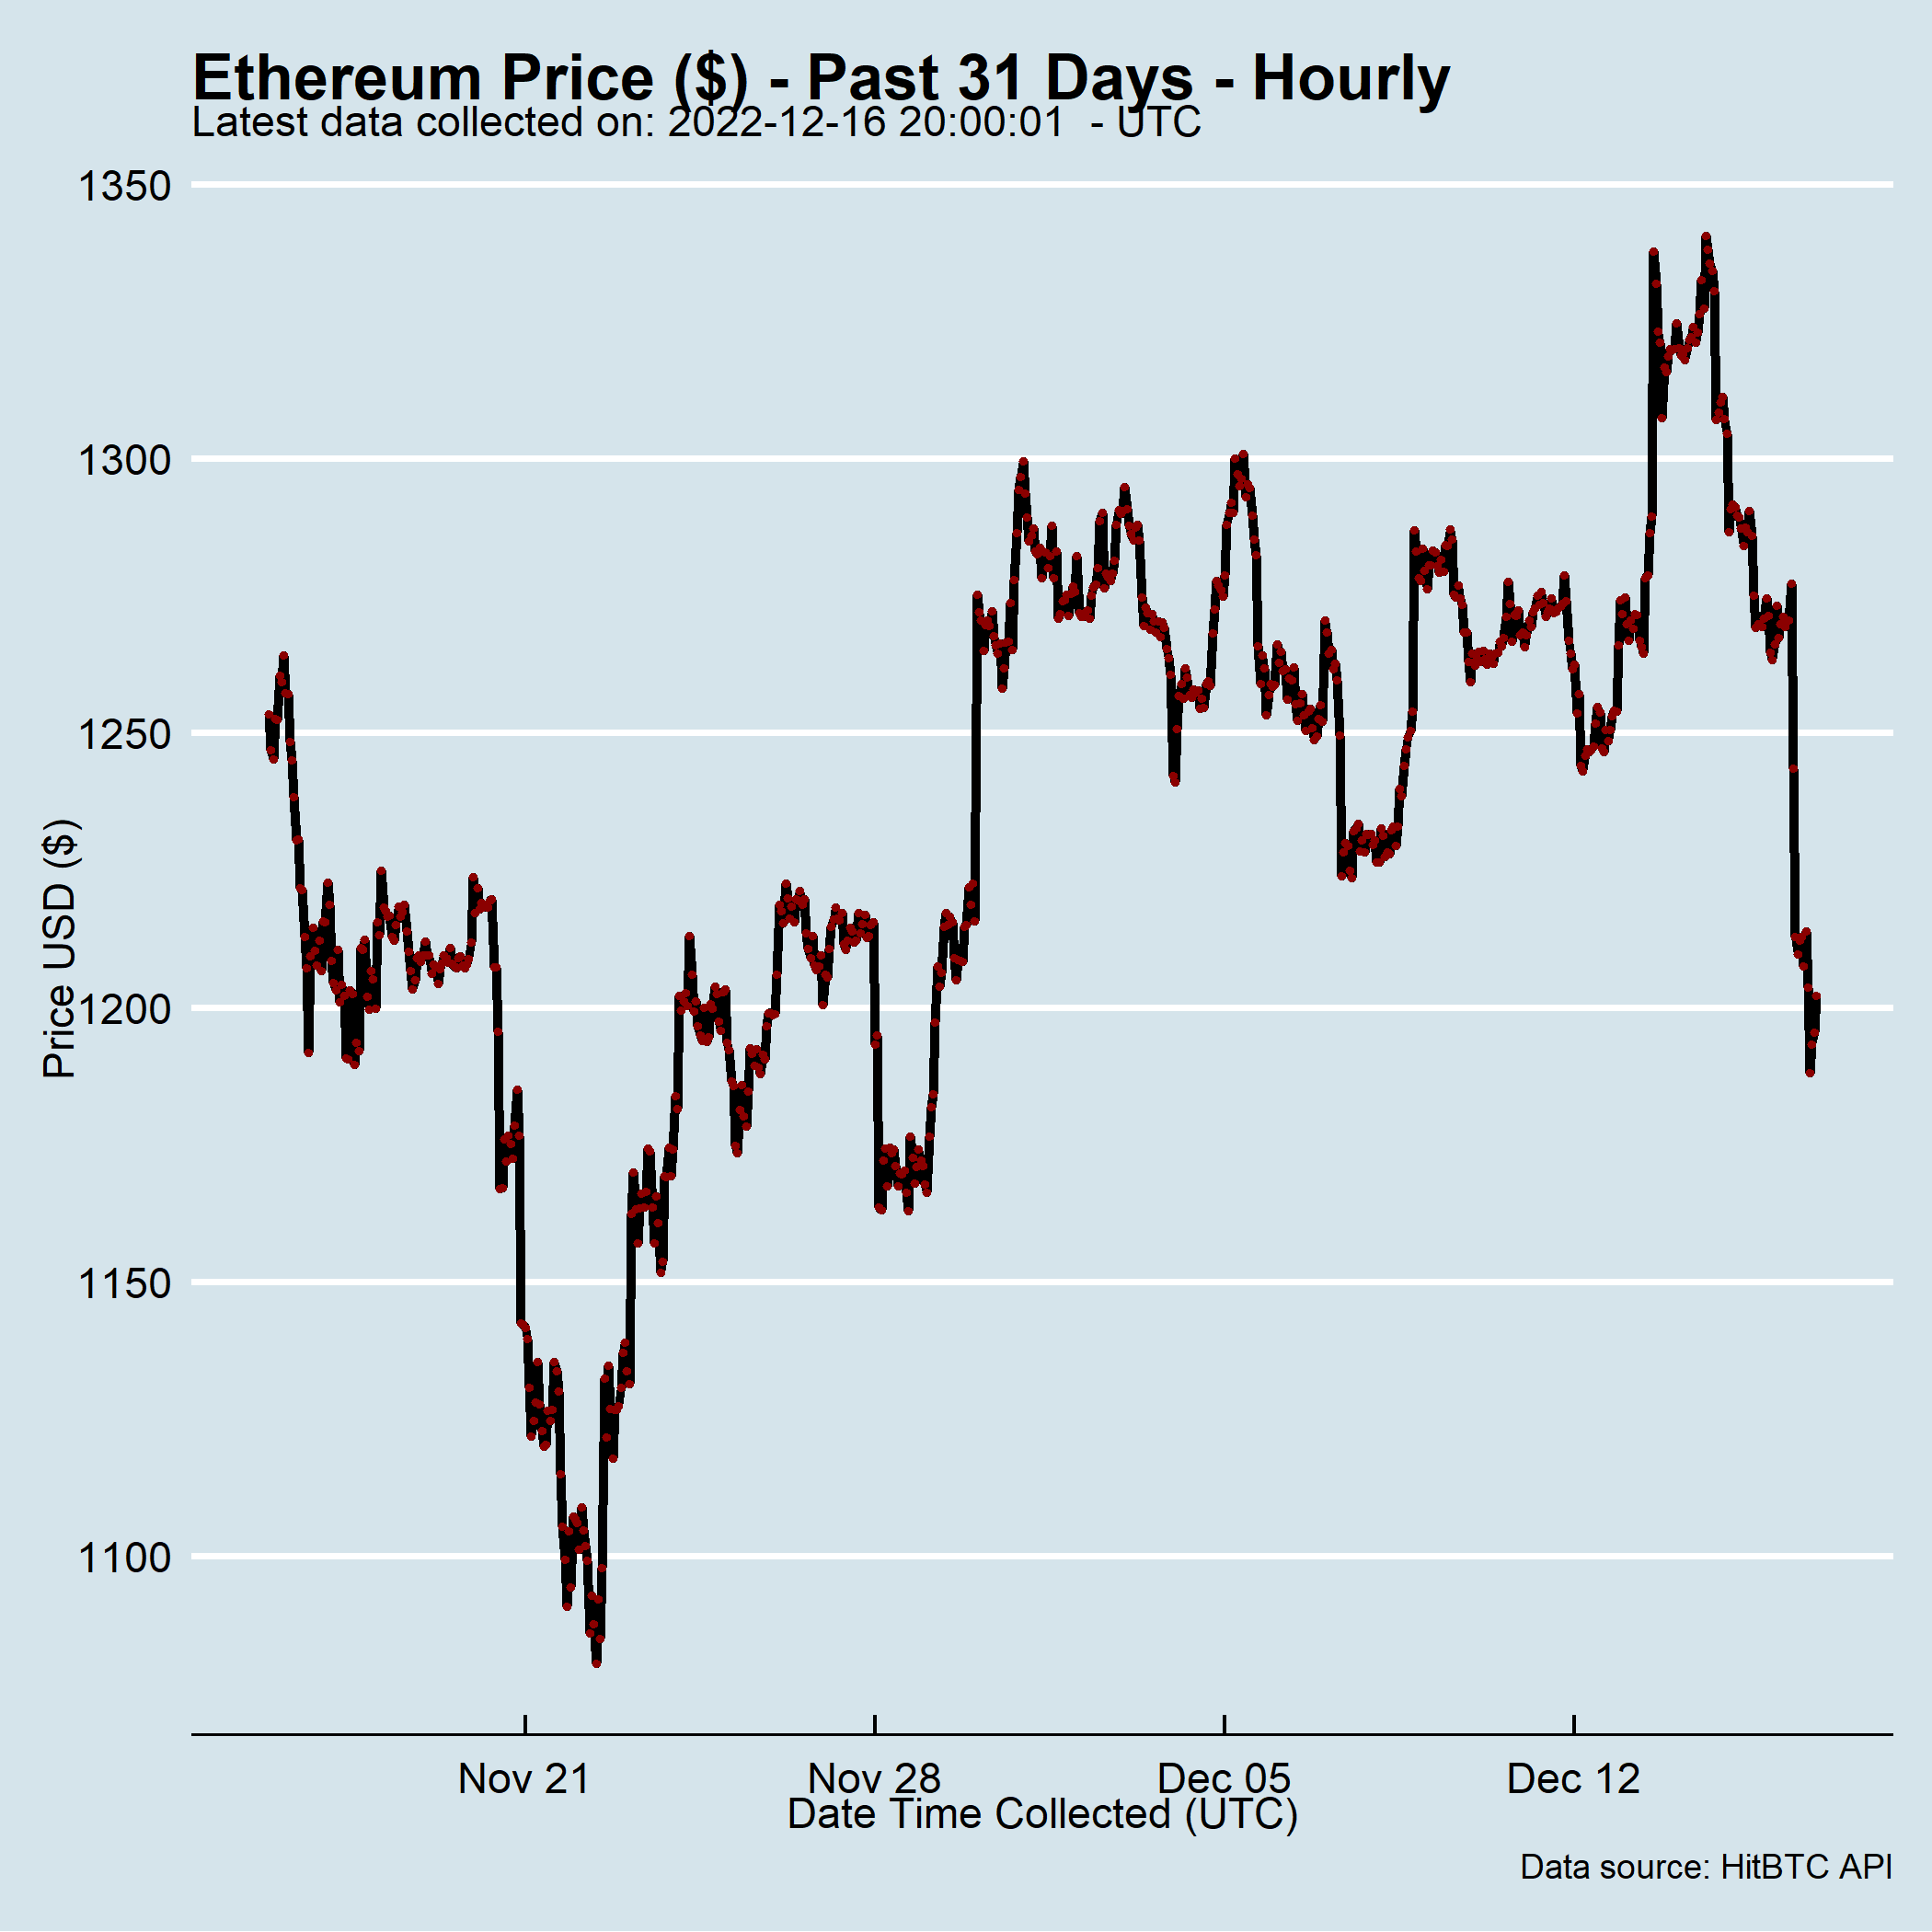 Ethereum Price ($) - Past 31 Days - Hourly
Latest data collected on: 2022-12-16 20:00:01  - UTC
1350
1300
1250
1200
1150
1100
Price USD ($)
Nov 21
Nov 28
Dec 05
Dec 12
Date Time Collected (UTC)
Data source: HitBTC API